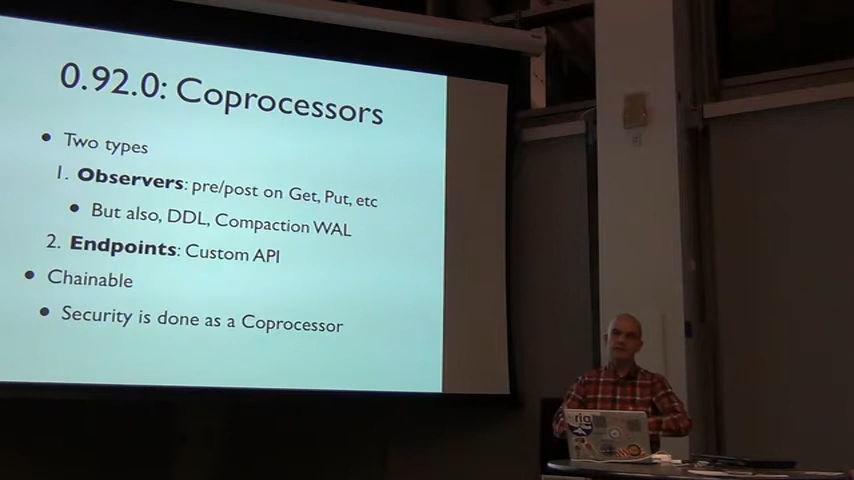 0.92.0: Coprocessors
• Two types
1. Observers: pre/post on Get, Put, etc
• But also, DDL, Compaction WAL
2. Endpoints: Custom API
• Chainable
• Security is done as a Coprocessor